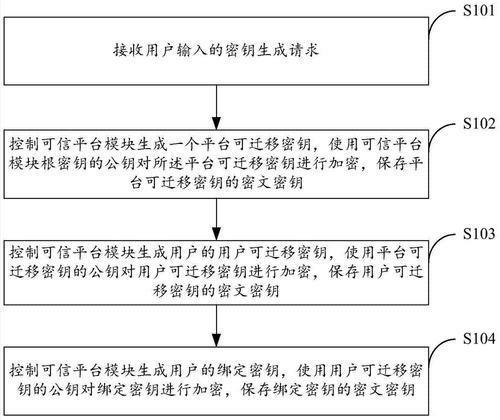 S101
接收用户输入的密钥生成请求
S102
控制可信平台模块生成一个平台可迁移密钥，使用可信平台
模块根密钥的公钥对所述平台可迁移密钥进行加密，保存平
台可迁移密钥的密文密钥
S103
控制可信平台模块生成用户的用户可迁移密钥，使用平台可
迁移密钥的公钥对用户可迁移密钥进行加密，保存用户可迁
移密钥的密文密钥
S104
控制可信平台模块生成用户的绑定密钥，使用用户可迁移密
钥的公钥对绑定密钥进行加密，保存绑定密钥的密文密钥